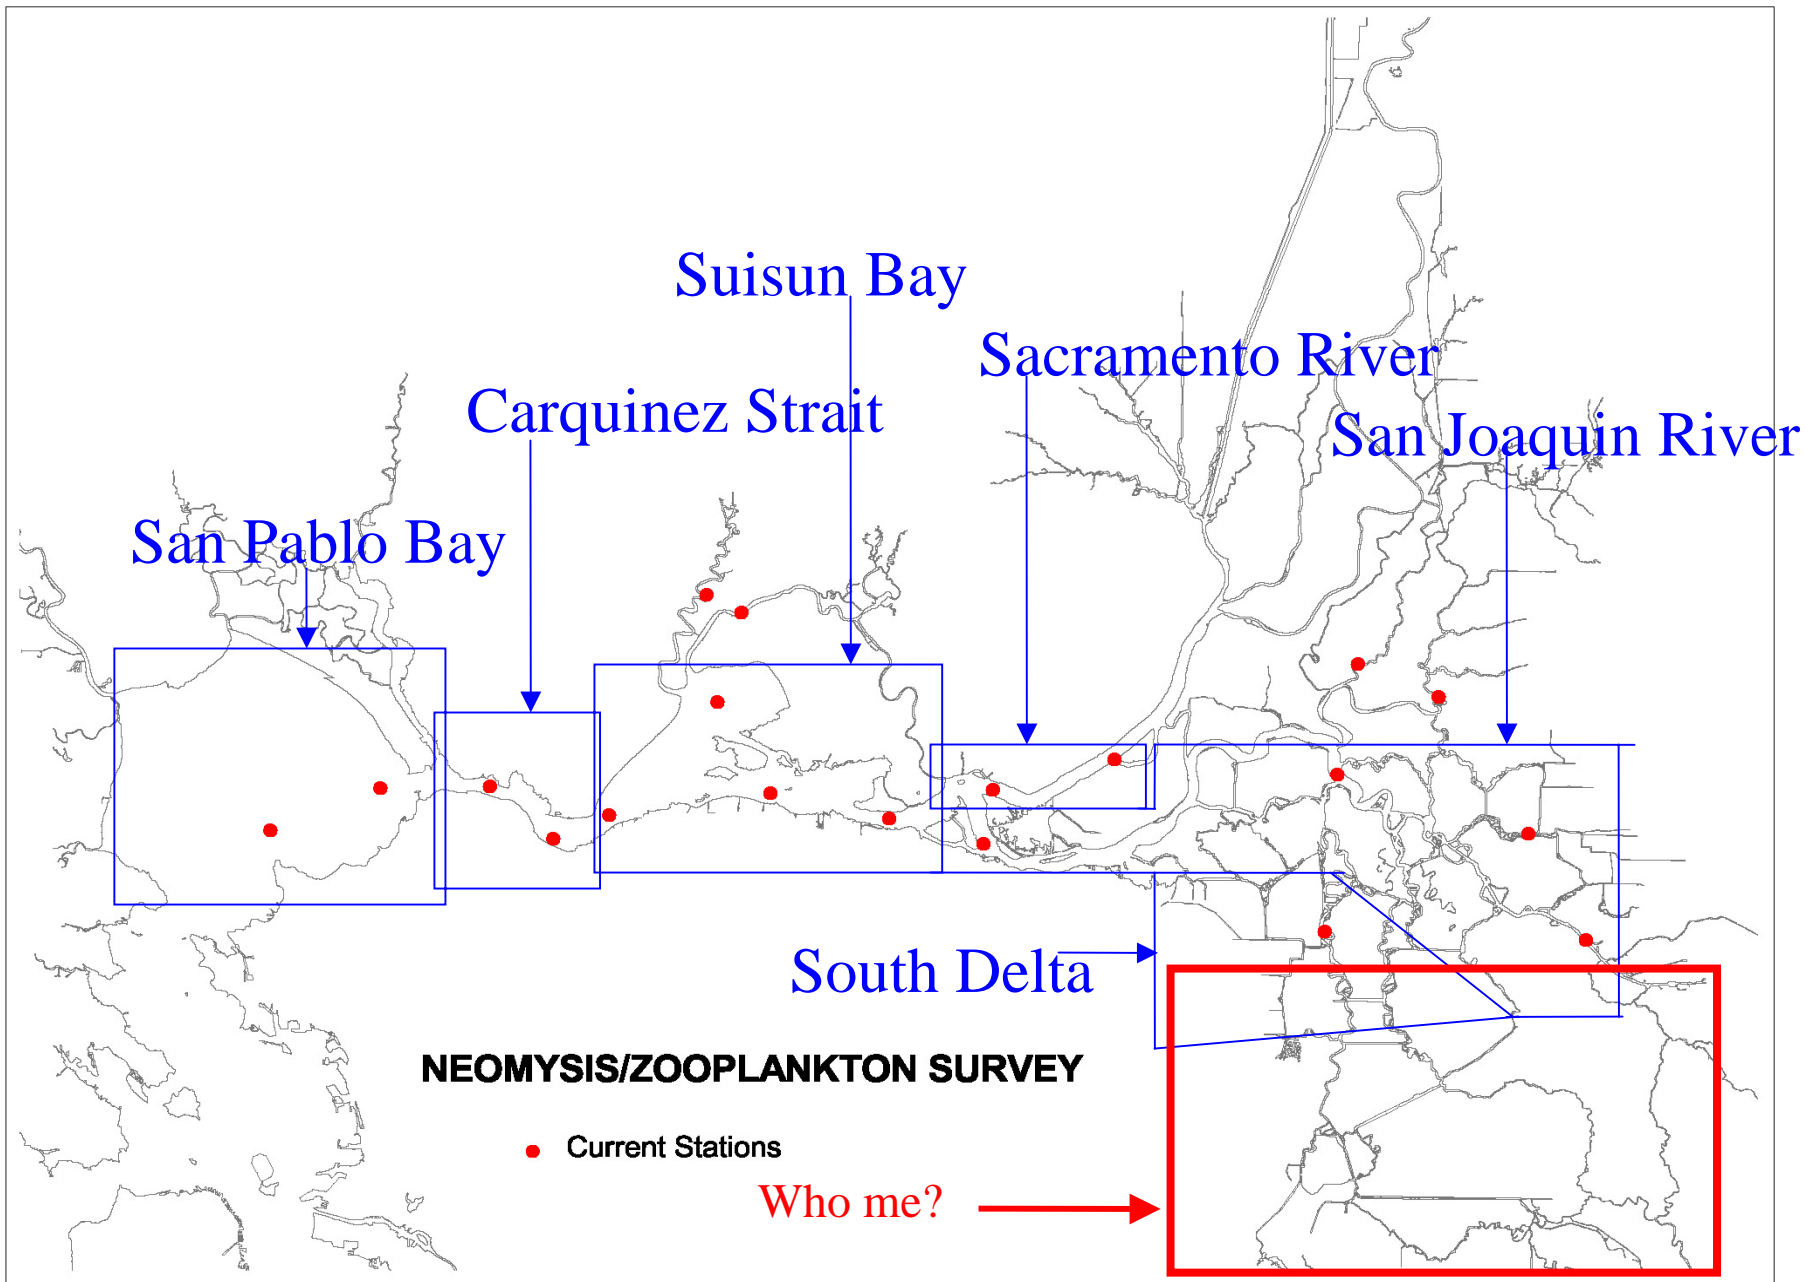 Suisun Bay
Sacramento River
Carquinez Strait
San Joaquin River
San Pablo Bay
South Delta
NEOMYSIS/ZOOPLANKTON SURVEY
Current Stations
Who me?